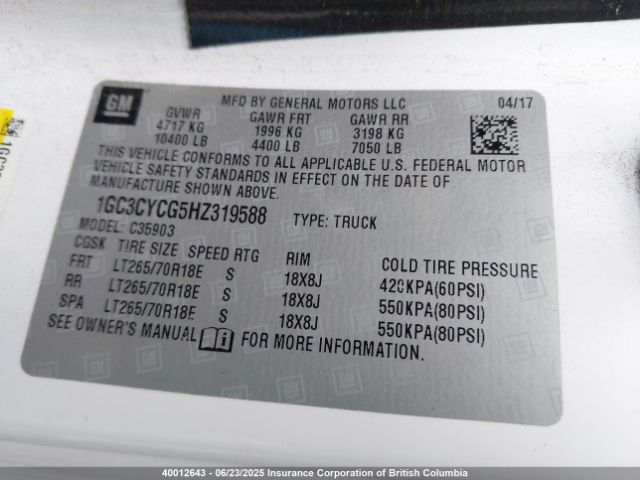 GM
MFD BY GENERAL MOTORS LLC 04/17
GVWR GAWR FRT GAWR RR
4717 KG 1996 KG 3198 KG
10400 LB 4400 LB 7050 LB
THIS VEHICLE CONFORMS TO ALL APPLICABLE U.S. FEDERAL MOTOR
VEHICLE SAFETY STANDARDS IN EFFECT ON THE DATE OF
MANUFACTURE SHOWN ABOVE.
1GC3CYCG5HZ319588 TYPE: TRUCK
MODEL: C35903
CGSK TIRE SIZE SPEED RTG RIM COLD TIRE PRESSURE
FRT LT265/70R18E S 18X8J 420KPA(60PSI)
RR LT265/70R18E S 18X8J 550KPA(80PSI)
SPA LT265/70R18E S 18X8J 550KPA(80PSI)
SEE OWNER'S MANUAL i FOR MORE INFORMATION.
40012643 - 06/23/2025 Insurance Corporation of British Columbia